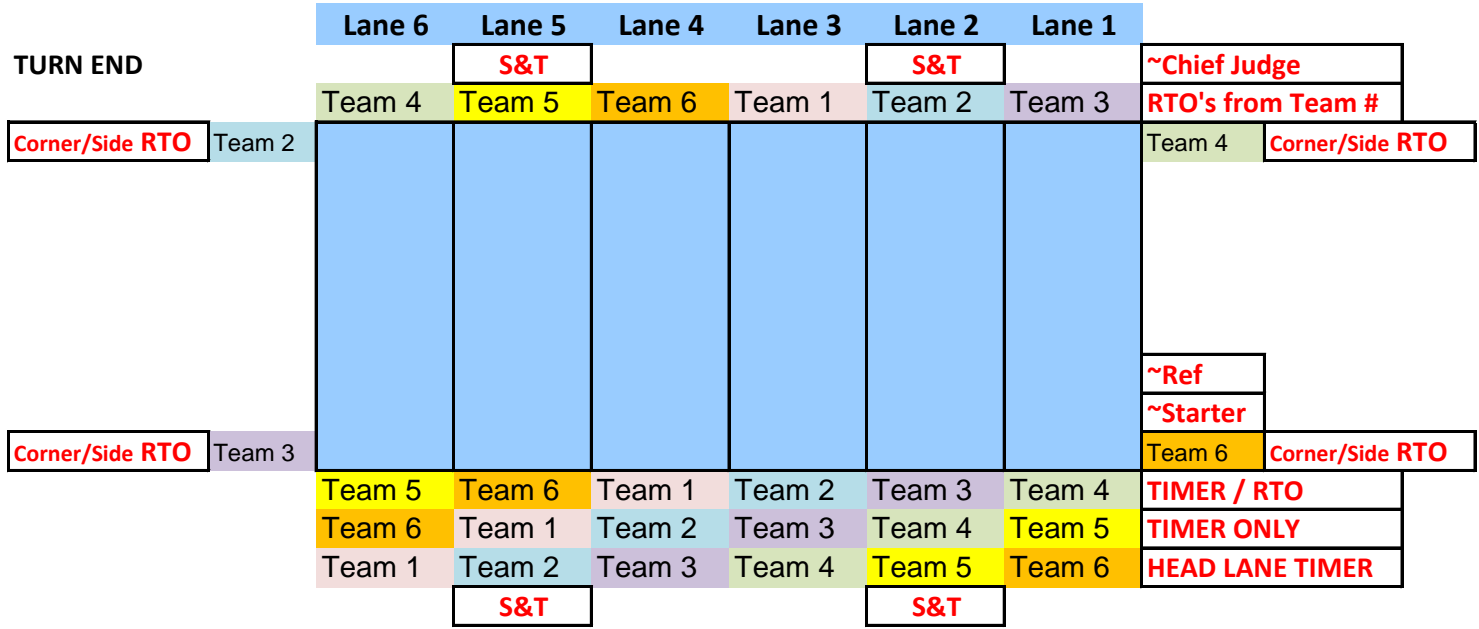 Lane 6 Lane 5 Lane 4 Lane 3 Lane 2 Lane 1
TURN END S&T S&T ~Chief Judge
Team 4 Team 5 Team 6 Team 1 Team 2 Team 3 RTO's from Team #
Corner/Side RTO Team 2 Team 4 Corner/Side RTO
~Ref
~Starter
Corner/Side RTO Team 3 Team 6 Corner/Side RTO
Team 5 Team 6 Team 1 Team 2 Team 3 Team 4 TIMER / RTO
Team 6 Team 1 Team 2 Team 3 Team 4 Team 5 TIMER ONLY
Team 1 Team 2 Team 3 Team 4 Team 5 Team 6 HEAD LANE TIMER
S&T S&T